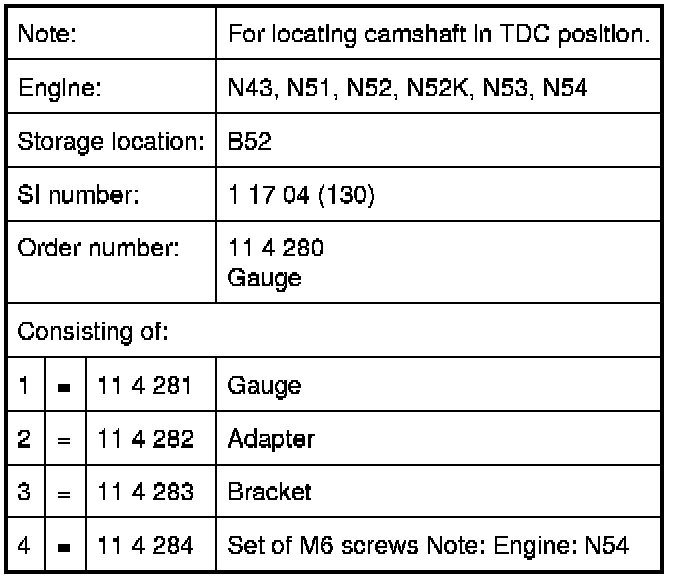 Note: For locating camshaft in TDC position.
Engine: N43, N51, N52, N52K, N53, N54
Storage location: B52
SI number: 1 17 04 (130)
Order number: 11 4 280
Gauge
Consisting of:
1 = 11 4 281 Gauge
2 = 11 4 282 Adapter
3 = 11 4 283 Bracket
4 = 11 4 284 Set of M6 screws Note: Engine: N54